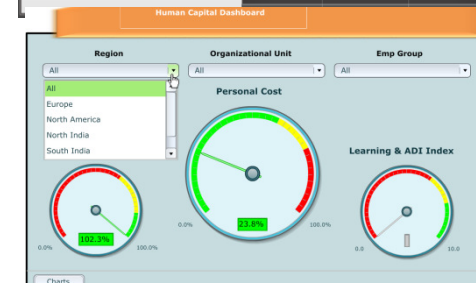 Human Capital Dashboard
Region
Organizational Unit
Emp Group
All
All
All
All
Europe
North America
North India
South India
Personal Cost
Learning & ADI Index
102.3%
0.0%
100.0%
23.8%
0.0%
100.0%
0.0
10.0
Charts